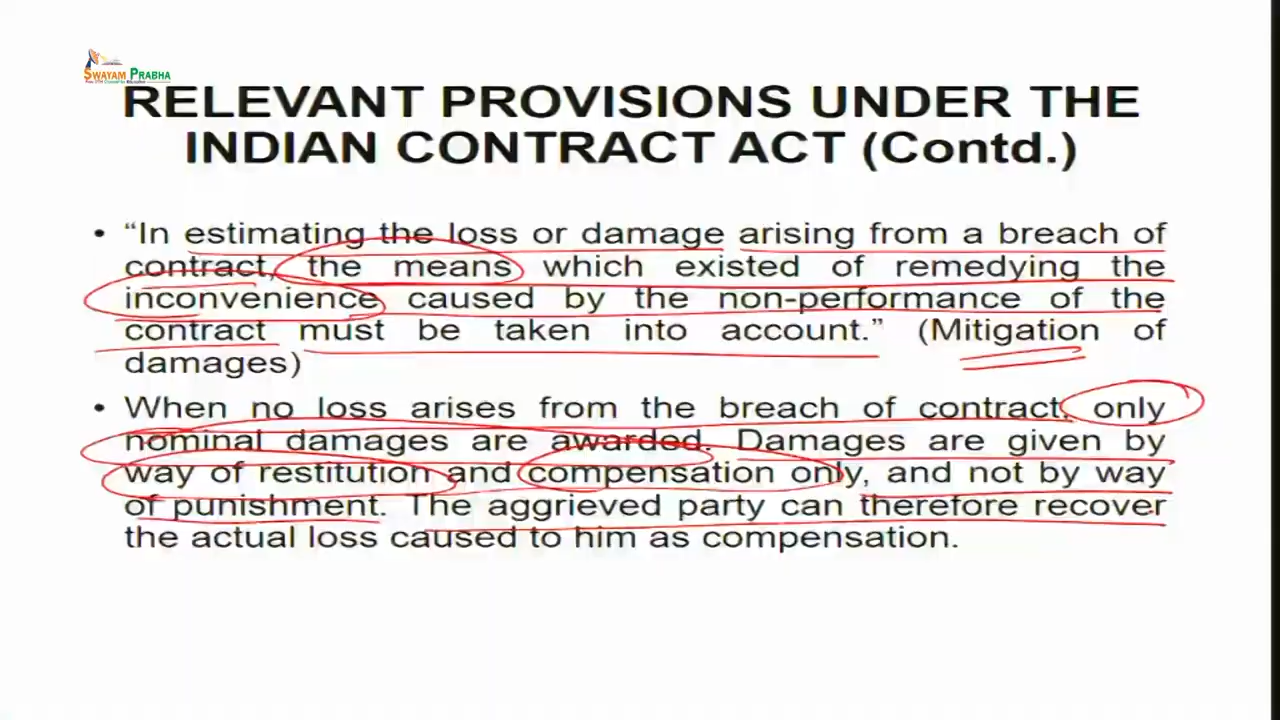 SWAYAM PRABHA
RELEVANT PROVISIONS UNDER THE
INDIAN CONTRACT ACT (Contd.)
• “In estimating the loss or damage arising from a breach of
contract, the means which existed of remedying the
inconvenience caused by the non-performance of the
contract must be taken into account.” (Mitigation of
damages)
• When no loss arises from the breach of contract, only
nominal damages are awarded. Damages are given by
way of restitution and compensation only, and not by way
of punishment. The aggrieved party can therefore recover
the actual loss caused to him as compensation.